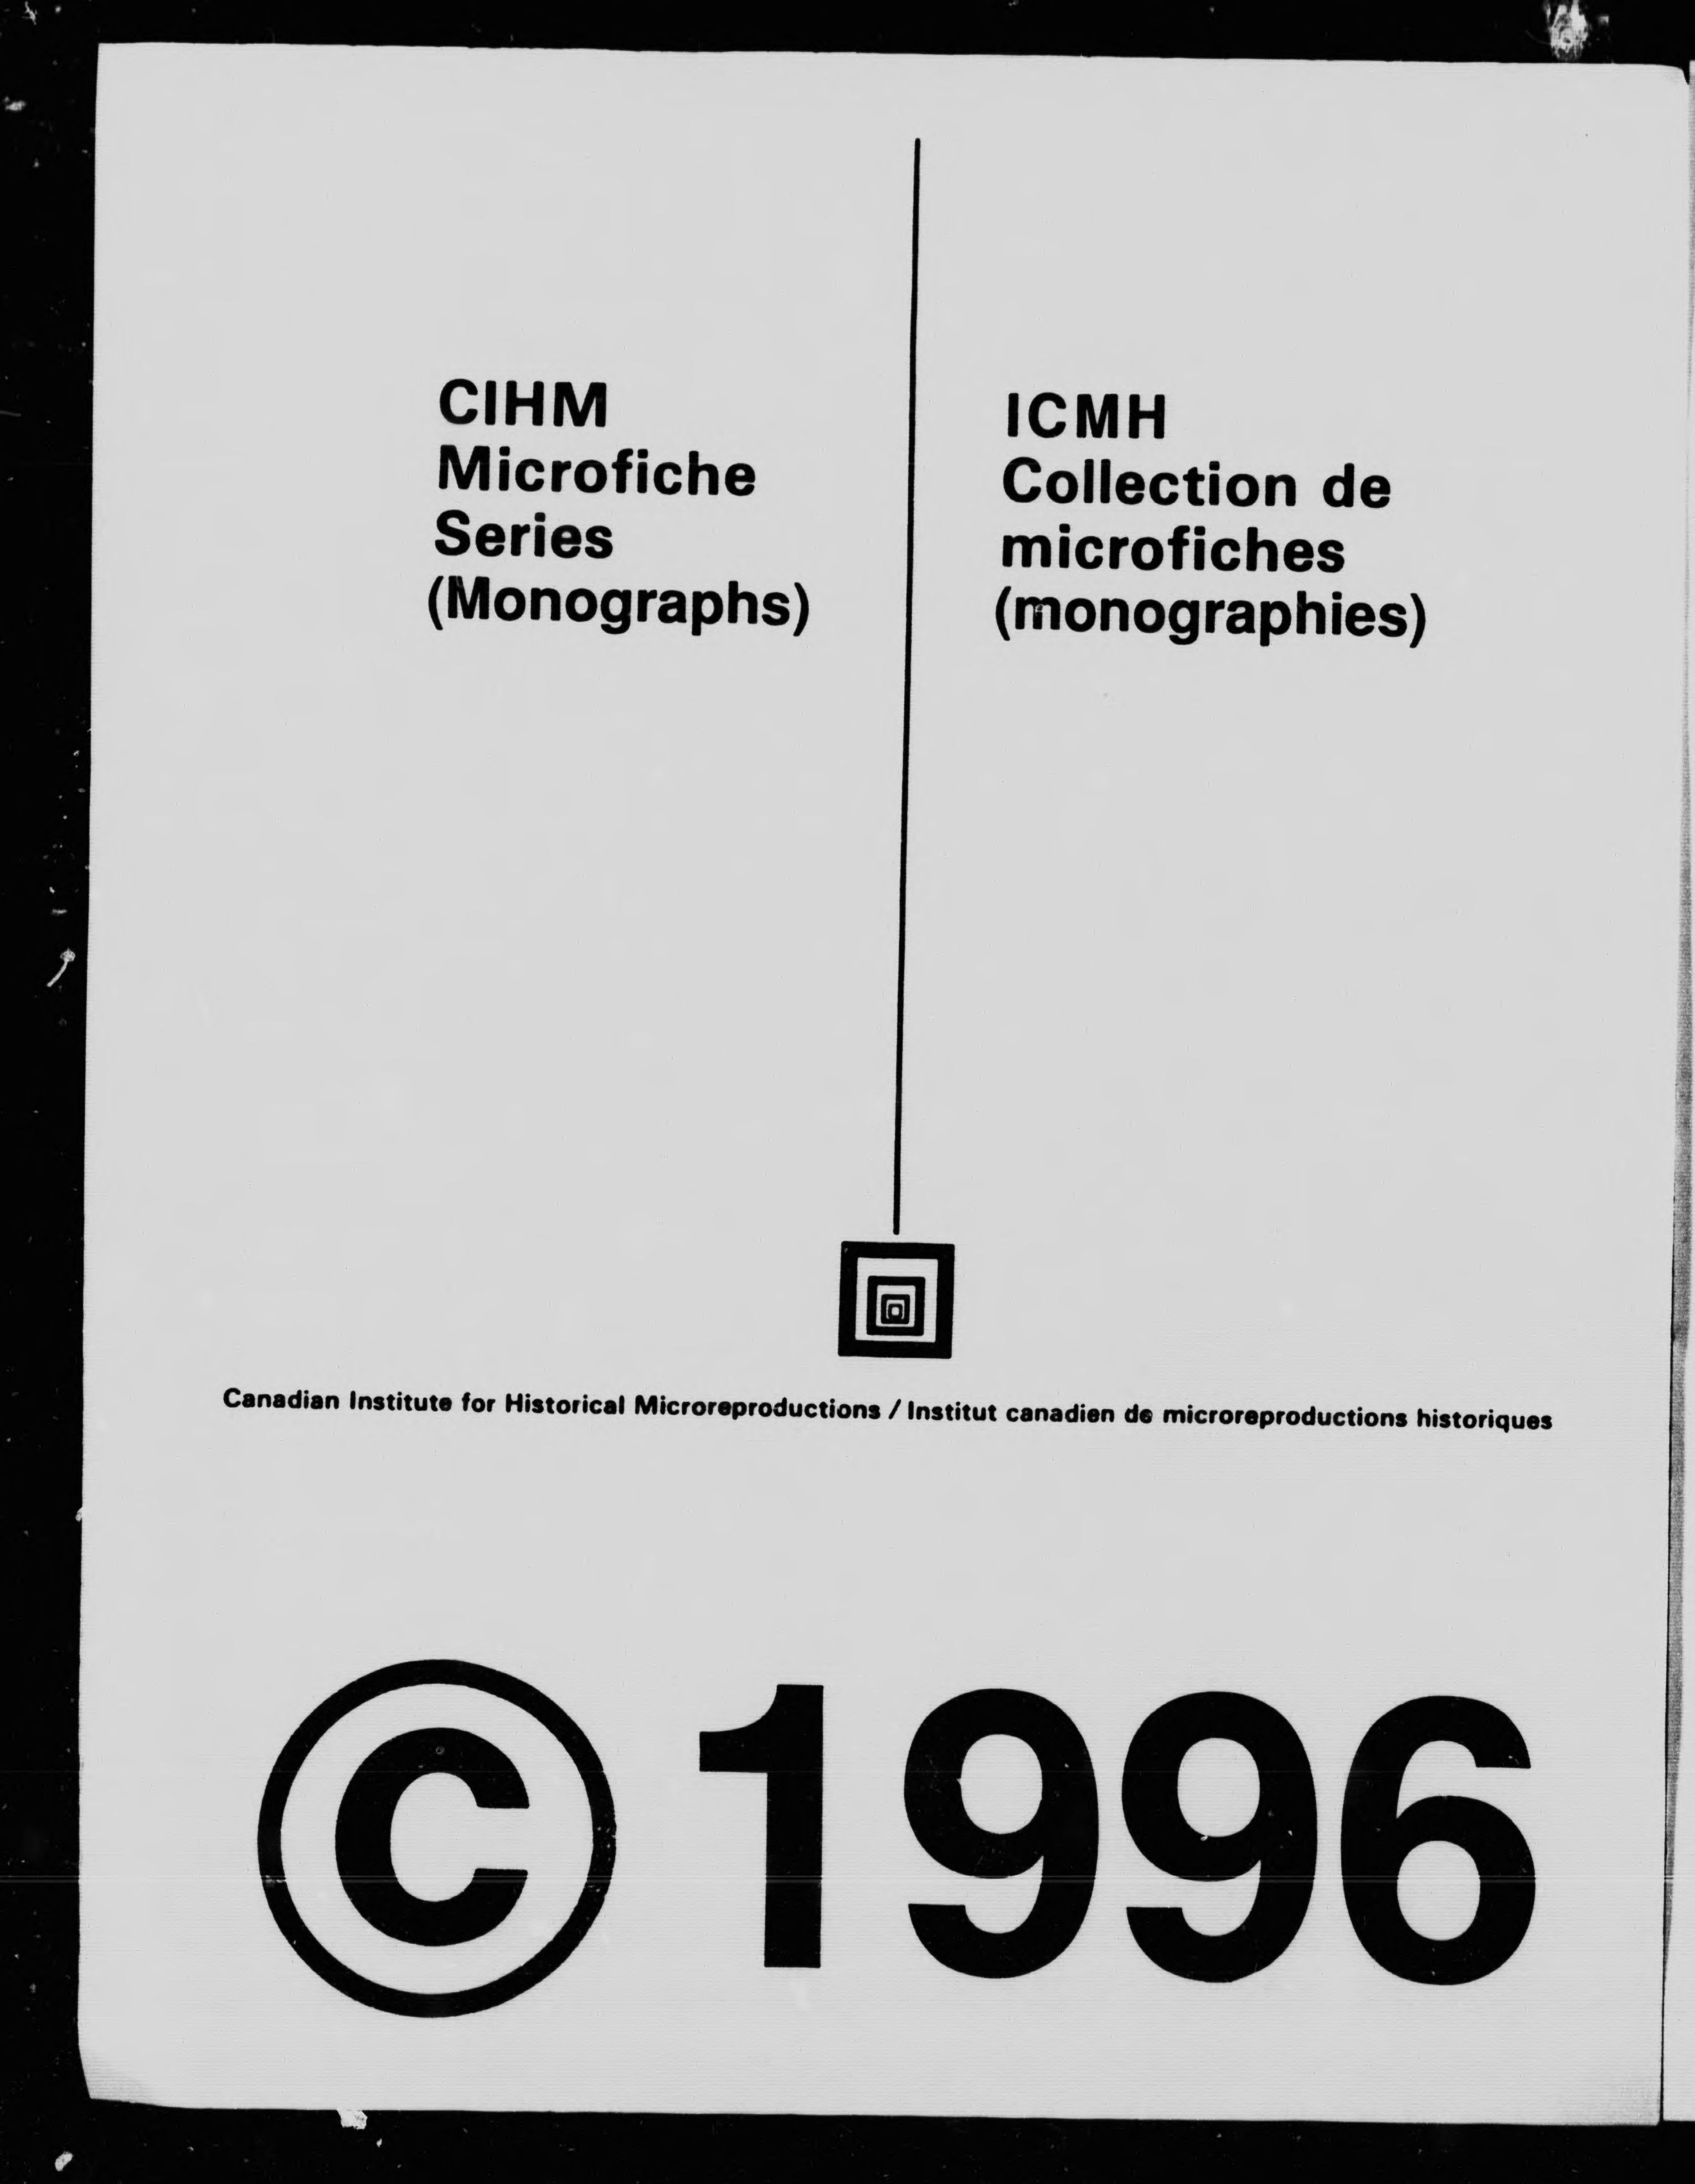 CIHM
Microfiche
Series
(Monographs)
ICMH
Collection de
microfiches
(monographies)
Canadian Institute for Historical Microreproductions / Institut canadien de microreproductions historiques
© 1996